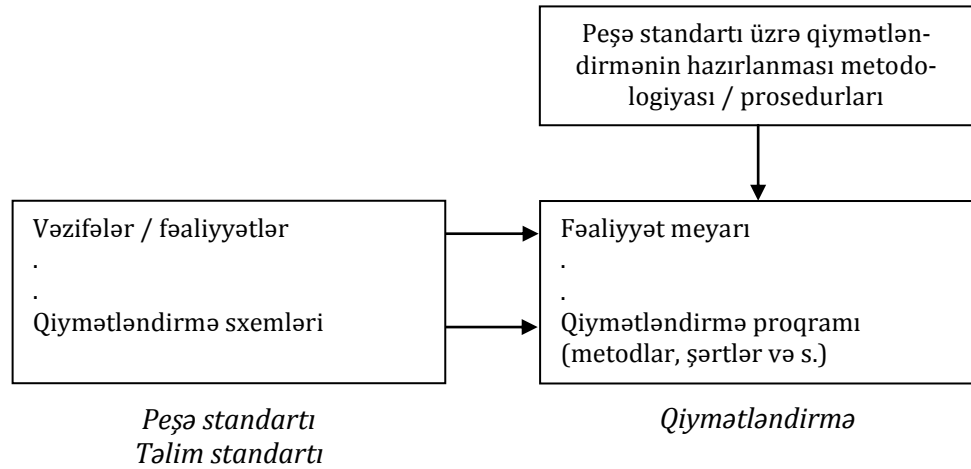 Peşə standartı üzrə qiymətlən-
dirmənin hazırlanması metodo-
logiyası / prosedurları
Vəzifələr / fəaliyyətlər
.
.
Qiymətləndirmə sxemləri
Fəaliyyət meyarı
.
.
Qiymətləndirmə proqramı
(metodlar, şərtlər və s.)
Peşə standartı
Təlim standartı
Qiymətləndirmə